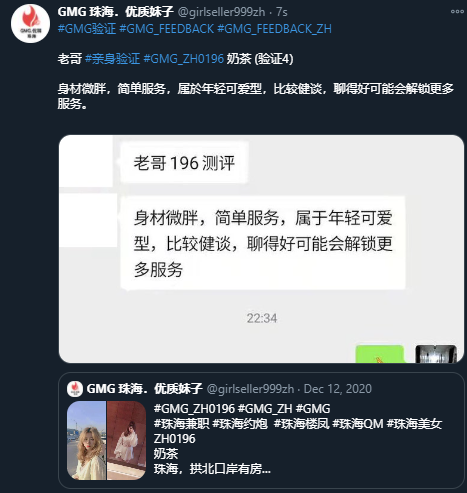 GMG 珠海．优质妹子 @girlseller999zh · 7s
#GMG验证 #GMG_FEEDBACK #GMG_FEEDBACK_ZH
老哥 #亲身验证 #GMG_ZH0196 奶茶 (验证4)
身材微胖，简单服务，属於年轻可爱型，比较健谈，聊得好可能会解锁更多
服务。
老哥 196 测评
身材微胖，简单服务，属于年轻可爱
型，比较健谈，聊得好可能会解锁更
多服务
22:34
GMG 珠海．优质妹子 @girlseller999zh · Dec 12, 2020
#GMG_ZH0196 #GMG_ZH #GMG
#珠海兼职 #珠海约炮 #珠海楼凤 #珠海QM #珠海美女
ZH0196
奶茶
珠海，拱北口岸有房...